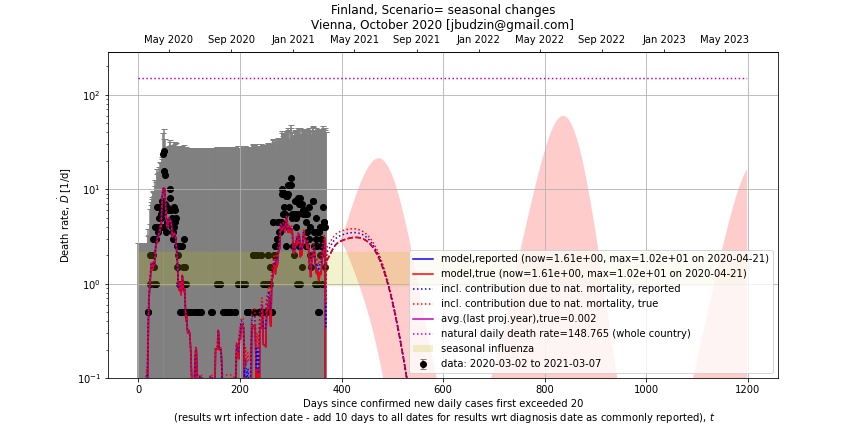 Finland, Scenario= seasonal changes
Vienna, October 2020 [jbudzin@gmail.com]
May 2020 Sep 2020 Jan 2021 May 2021 Sep 2021 Jan 2022 May 2022 Sep 2022 Jan 2023 May 2023
10²
10¹
10⁰
10⁻¹
Death rate, Ḋ [1/d]
model,reported (now=1.61e+00, max=1.02e+01 on 2020-04-21)
model,true (now=1.61e+00, max=1.02e+01 on 2020-04-21)
incl. contribution due to nat. mortality, reported
incl. contribution due to nat. mortality, true
avg.(last proj.year),true=0.002
natural daily death rate=148.765 (whole country)
seasonal influenza
data: 2020-03-02 to 2021-03-07
0 200 400 600 800 1000 1200
Days since infection new daily cases first exceeded 20
(results wrt infection date - add 10 days to all dates for results wrt diagnosis date as commonly reported), t